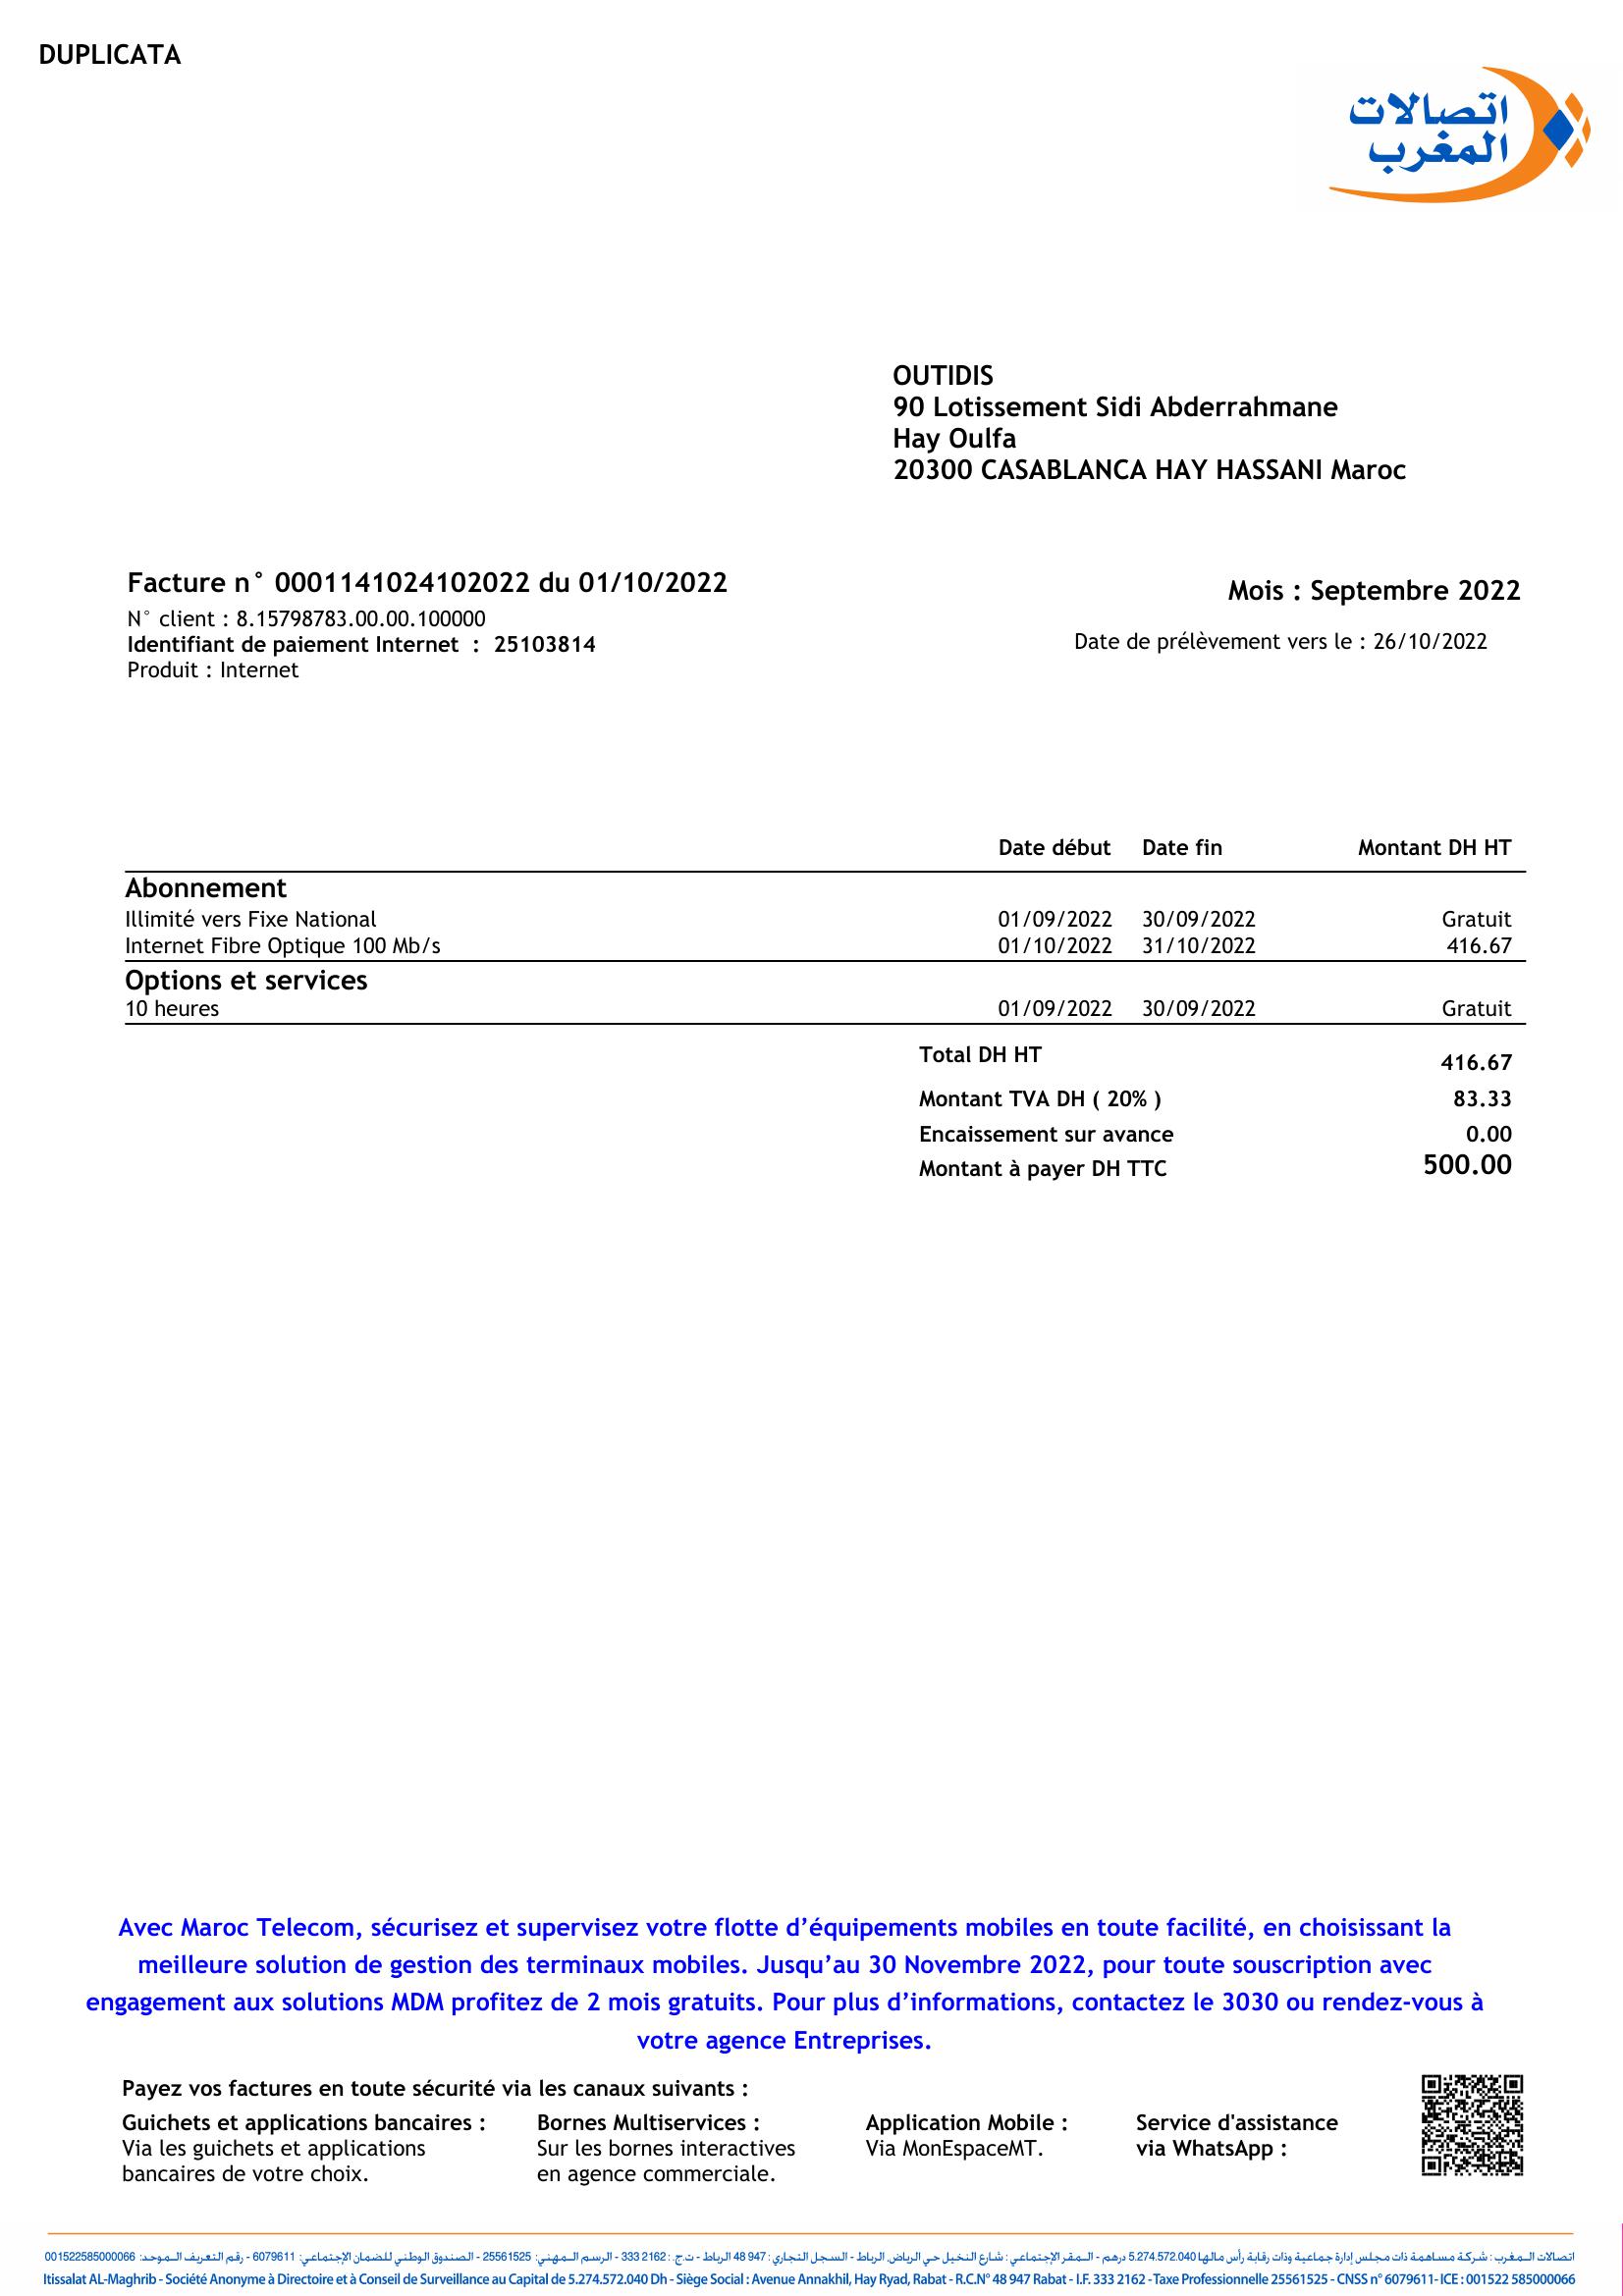 DUPLICATA
اتصالات
المغرب
OUTIDIS
90 Lotissement Sidi Abderrahmane
Hay Oulfa
20300 CASABLANCA HAY HASSANI Maroc
Facture n° 0001141024102022 du 01/10/2022
Mois : Septembre 2022
N° client : 8.15798783.00.00.100000
Identifiant de paiement Internet : 25103814
Date de prélèvement vers le : 26/10/2022
Produit : Internet
Date début Date fin Montant DH HT
Abonnement
Illimité vers Fixe National 01/09/2022 30/09/2022 Gratuit
Internet Fibre Optique 100 Mb/s 01/10/2022 31/10/2022 416.67
Options et services
10 heures 01/09/2022 30/09/2022 Gratuit
Total DH HT 416.67
Montant TVA DH ( 20% ) 83.33
Encaissement sur avance 0.00
Montant à payer DH TTC 500.00
Avec Maroc Telecom, sécurisez et supervisez votre flotte d’équipements mobiles en toute facilité, en choisissant la
meilleure solution de gestion des terminaux mobiles. Jusqu’au 30 Novembre 2022, pour toute souscription avec
engagement aux solutions MDM profitez de 2 mois gratuits. Pour plus d’informations, contactez le 3030 ou rendez-vous à
votre agence Entreprises.
Payez vos factures en toute sécurité via les canaux suivants :
Guichets et applications bancaires : Bornes Multiservices : Application Mobile : Service d'assistance
Via les guichets et applications Sur les bornes interactives Via MonEspaceMT. via WhatsApp :
bancaires de votre choix. en agence commerciale.
اتصالات المغرب : شركة مساهمة ذات مجلس إدارة جماعية وذات رقابة رأس مالها 5.274.572.040 درهم - المقر الإجتماعي : شارع النخيل حي الرياض, الرباط - السجل التجاري : 947 48 الرباط - ت.ج. : 2162 333 - الرسم المهني: 25561525 - الصندوق الوطني للضمان الإجتماعي: 6079611 - رقم التعريف الموحد: 001522585000066
Itissalat AL-Maghrib - Société Anonyme à Directoire et à Conseil de Surveillance au Capital de 5.274.572.040 Dh - Siège Social : Avenue Annakhil, Hay Ryad, Rabat - R.C.N° 48 947 Rabat - I.F. 333 2162 - Taxe Professionnelle 25561525 - CNSS n° 6079611- ICE : 001522 585000066